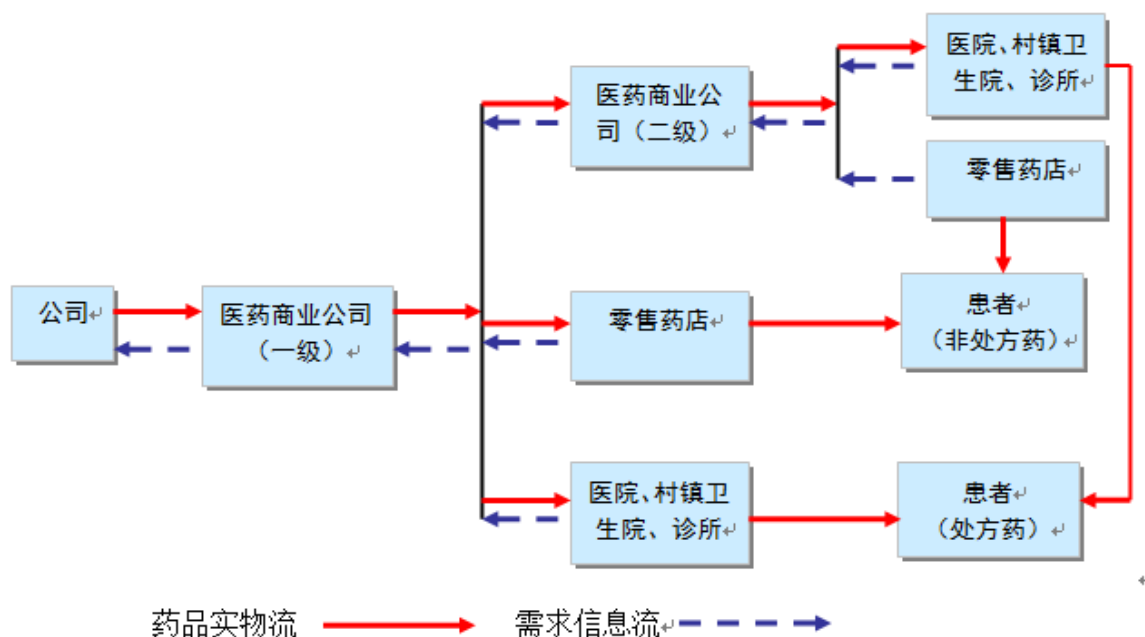 医院、村镇卫
生院、诊所
医药商业公
司（二级）
零售药店
公司
医药商业公司
（一级）
零售药店
患者
（非处方药）
医院、村镇卫
生院、诊所
患者
（处方药）
药品实物流
需求信息流